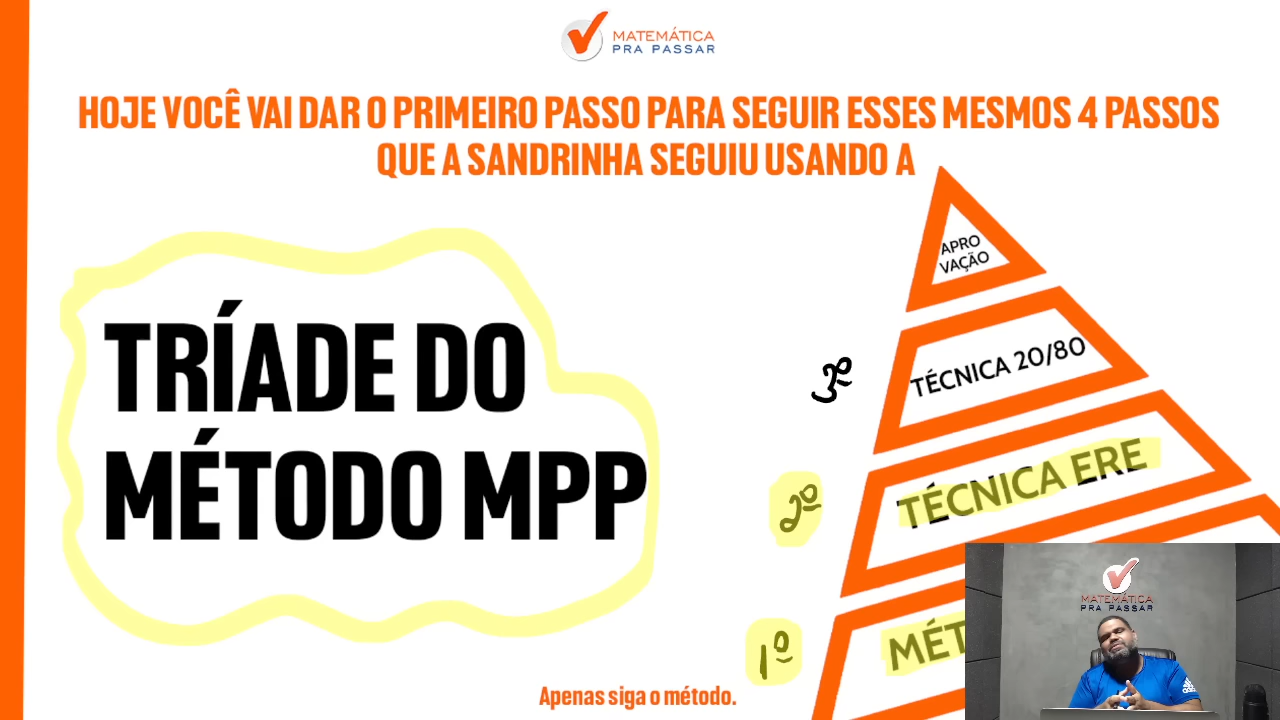 MATEMÁTICA
PRA PASSAR
HOJE VOCÊ VAI DAR O PRIMEIRO PASSO PARA SEGUIR ESSES MESMOS 4 PASSOS
QUE A SANDRINHA SEGUIU USANDO A
APRO
VAÇÃO
TRÍADE DO
MÉTODO MPP
3º
TÉCNICA 20/80
2º
TÉCNICA ERE
1º
MÉT
Apenas siga o método.
MATEMÁTICA
PRA PASSAR
adidas